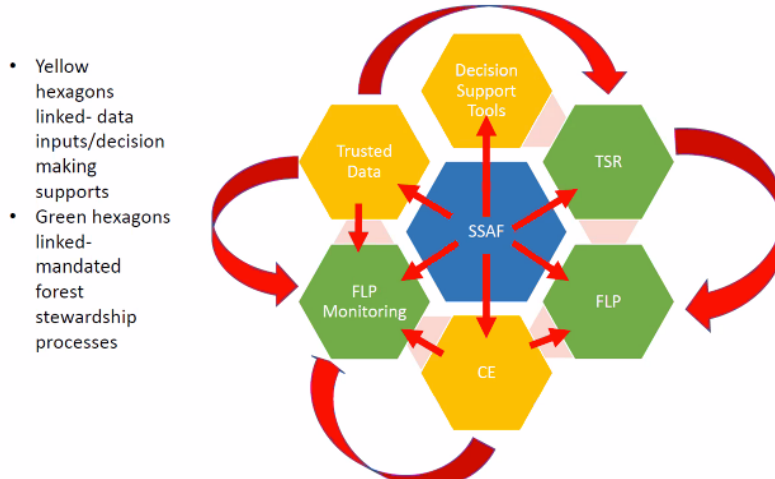 • Yellow
hexagons
linked- data
inputs/decision
making
supports
• Green hexagons
linked-
mandated
forest
stewardship
processes
Decision
Support
Tools
Trusted
Data
TSR
SSAF
FLP
Monitoring
FLP
CE